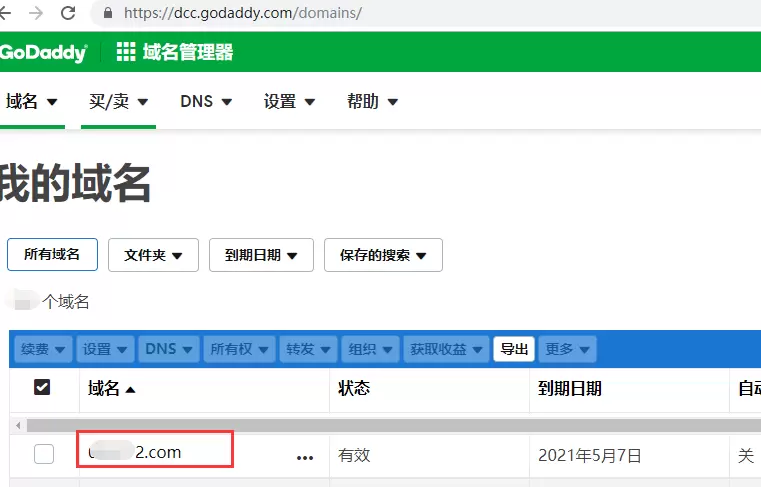 https://dcc.godaddy.com/domains/
GoDaddy 域名管理器
域名 买/卖 DNS 设置 帮助
我的域名
所有域名 文件夹 到期日期 保存的搜索
个域名
续费 设置 DNS 所有权 转发 组织 获取收益 导出 更多
域名 状态 到期日期 自动
2.com ... 有效 2021年5月7日 关